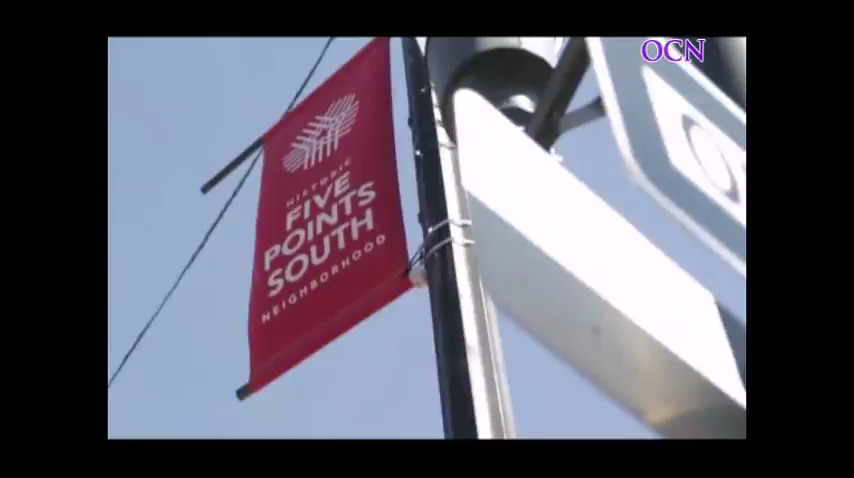 OCN
HISTORIC
FIVE
POINTS
SOUTH
NEIGHBORHOOD